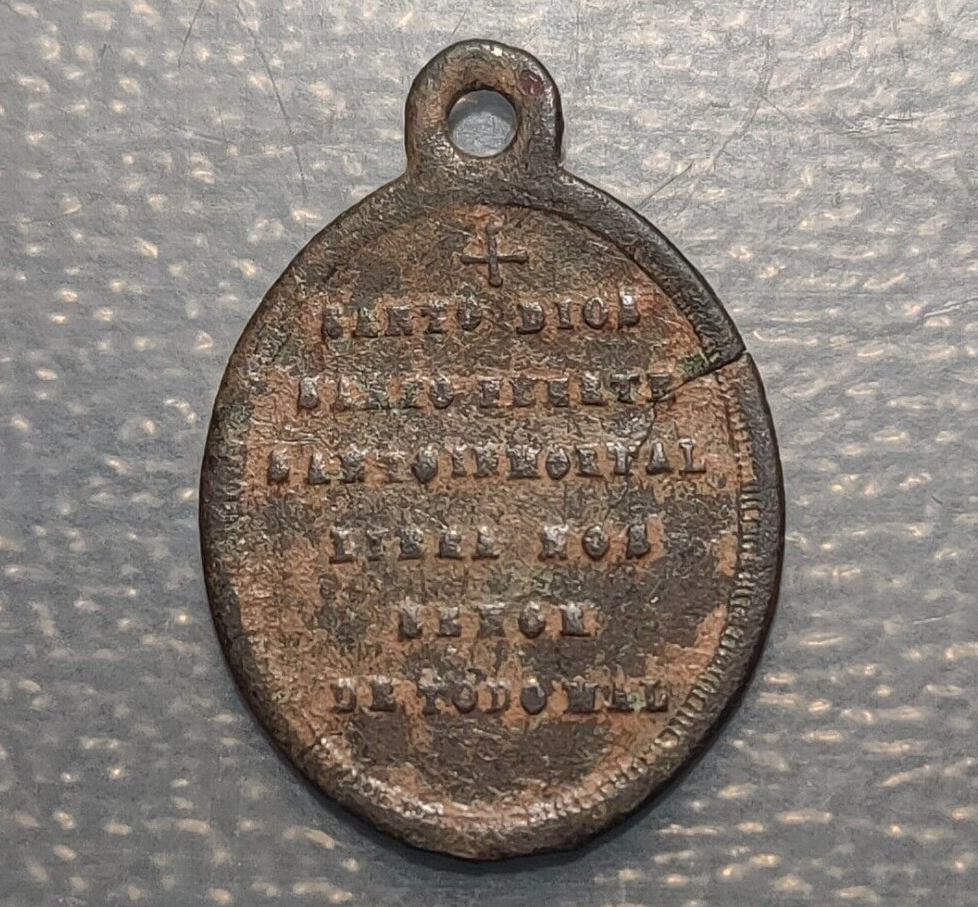 SANTO DIOS
SANTO FUERTE
SANTO INMORTAL
LIBRA NOS
SEÑOR
DE TODO MAL